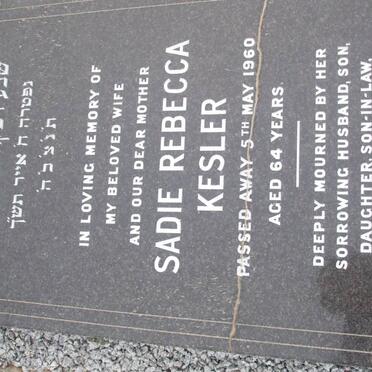 נפטרה ח' אייר תש"ך
ת' נ' צ' ב' ה'
IN LOVING MEMORY OF
MY BELOVED WIFE
AND OUR DEAR MOTHER
SADIE REBECCA
KESLER
PASSED AWAY 5TH MAY 1960
AGED 64 YEARS.
DEEPLY MOURNED BY HER
SORROWING HUSBAND, SON,
DAUGHTER, SON-IN-LAW,